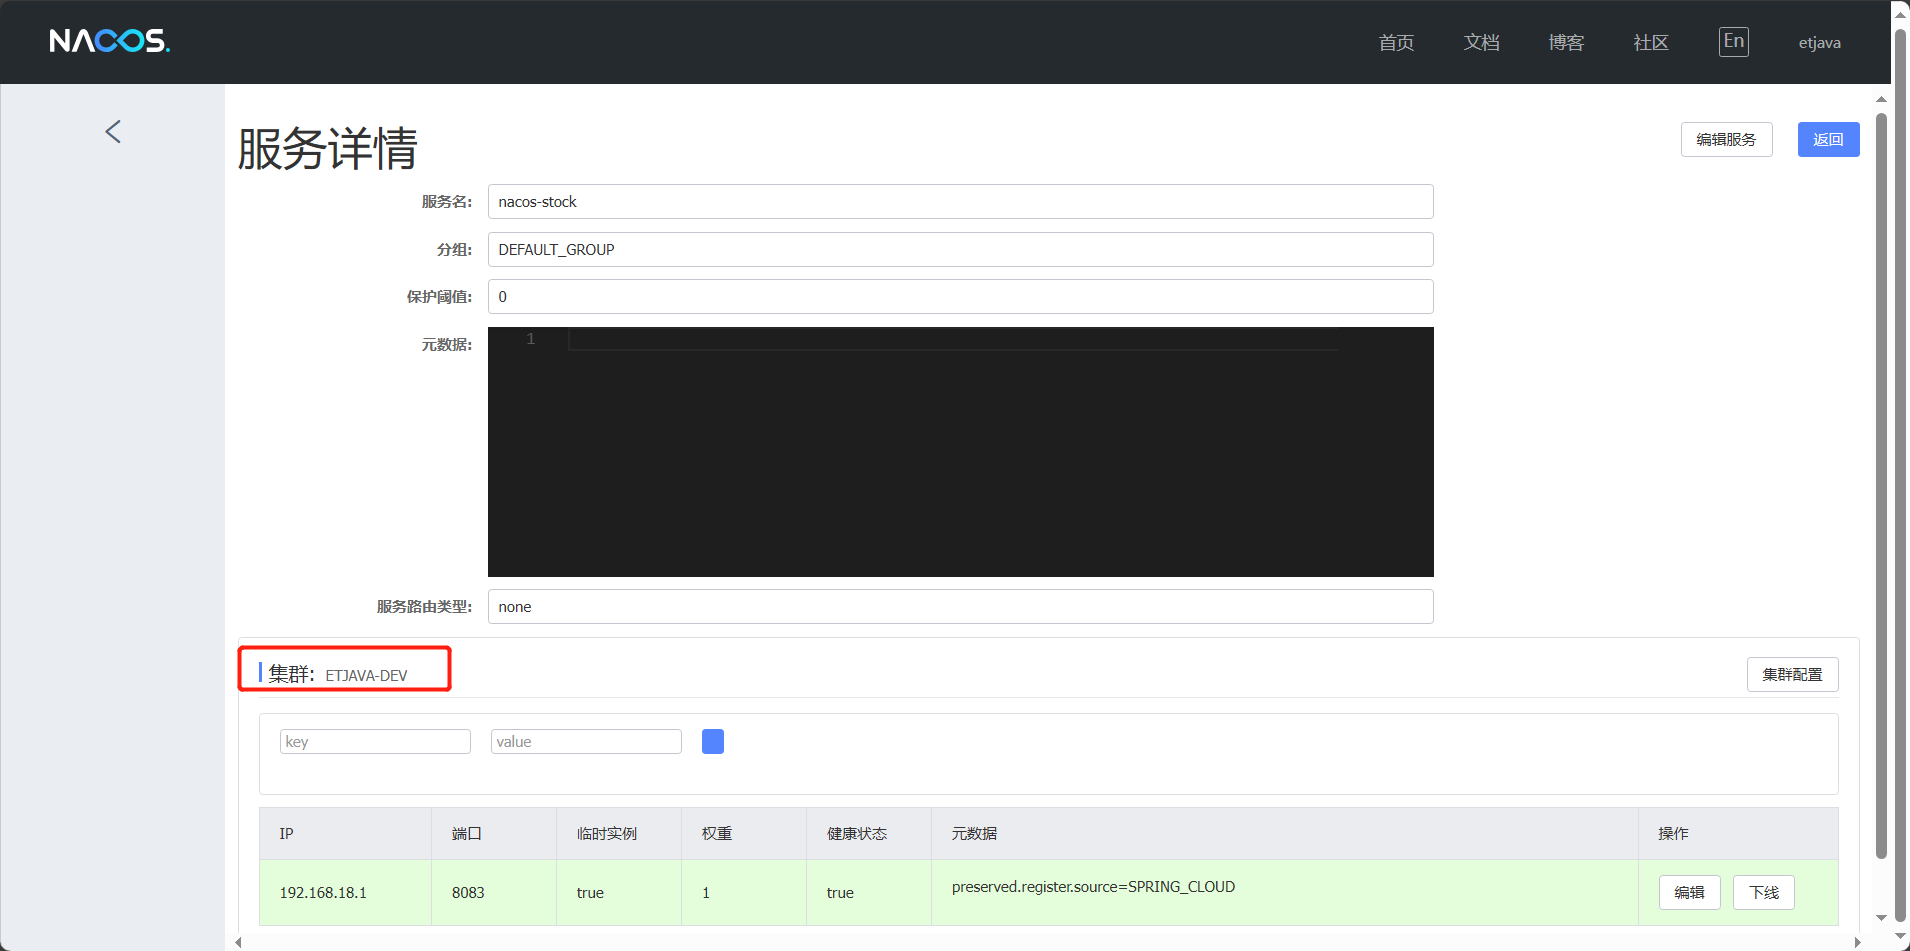 NACOS.
首页 文档 博客 社区 En etjava
服务详情
编辑服务 返回
服务名: nacos-stock
分组: DEFAULT_GROUP
保护阈值: 0
元数据: 1
服务路由类型: none
集群: ETJAVA-DEV
集群配置
key value
IP 端口 临时实例 权重 健康状态 元数据 操作
192.168.18.1 8083 true 1 true preserved.register.source=SPRING_CLOUD 编辑 下线